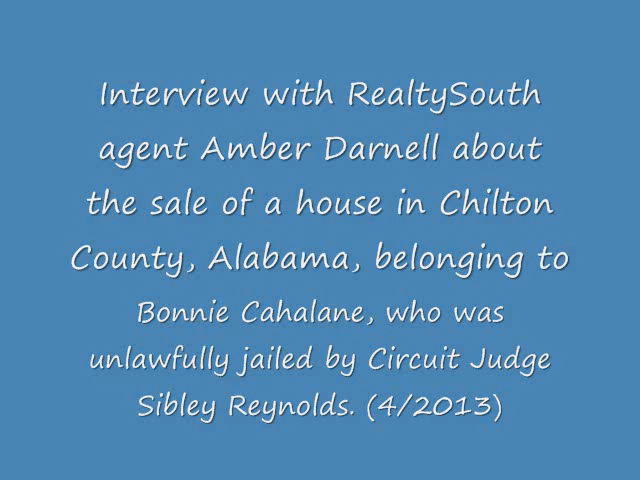 Interview with RealtySouth
agent Amber Darnell about
the sale of a house in Chilton
County, Alabama, belonging to
Bonnie Cahalane, who was
unlawfully jailed by Circuit Judge
Sibley Reynolds. (4/2013)